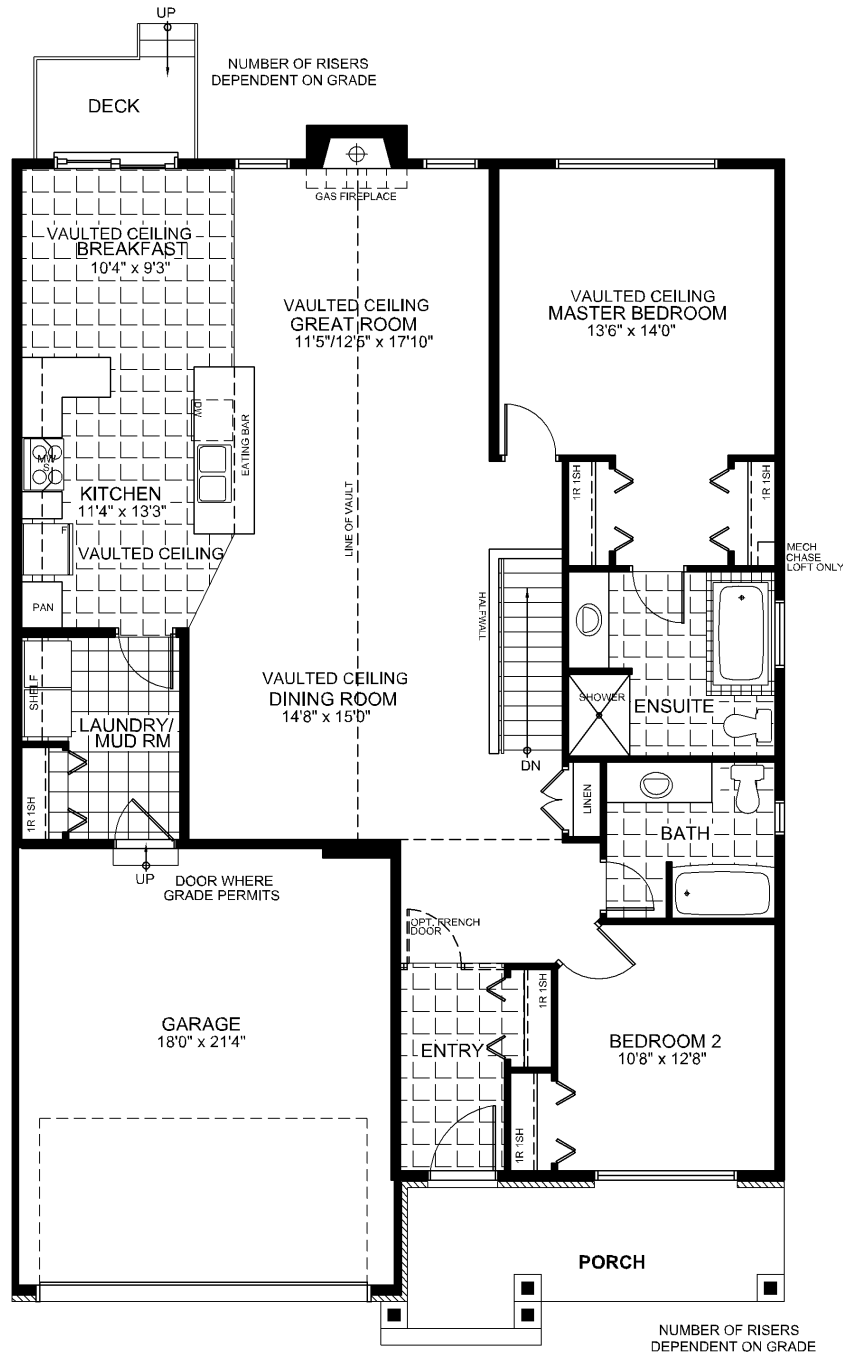 UP
NUMBER OF RISERS
DEPENDENT ON GRADE
DECK
GAS FIREPLACE
VAULTED CEILING
BREAKFAST
10'4" x 9'3"
VAULTED CEILING
GREAT ROOM
11'5"/12'5" x 17'10"
VAULTED CEILING
MASTER BEDROOM
13'6" x 14'0"
DW
EATING BAR
MW
S
KITCHEN
11'4" x 13'3"
F
VAULTED CEILING
PAN
LINE OF VAULT
1R 1SH
1R 1SH
MECH
CHASE
LOFT ONLY
HALFWALL
SHELF
LAUNDRY/
MUD RM
1R 1SH
VAULTED CEILING
DINING ROOM
14'8" x 15'0"
SHOWER
ENSUITE
DN
LINEN
BATH
UP
DOOR WHERE
GRADE PERMITS
OPT. FRENCH
DOOR
GARAGE
18'0" x 21'4"
1R 1SH
ENTRY
BEDROOM 2
10'8" x 12'8"
1R 1SH
PORCH
NUMBER OF RISERS
DEPENDENT ON GRADE